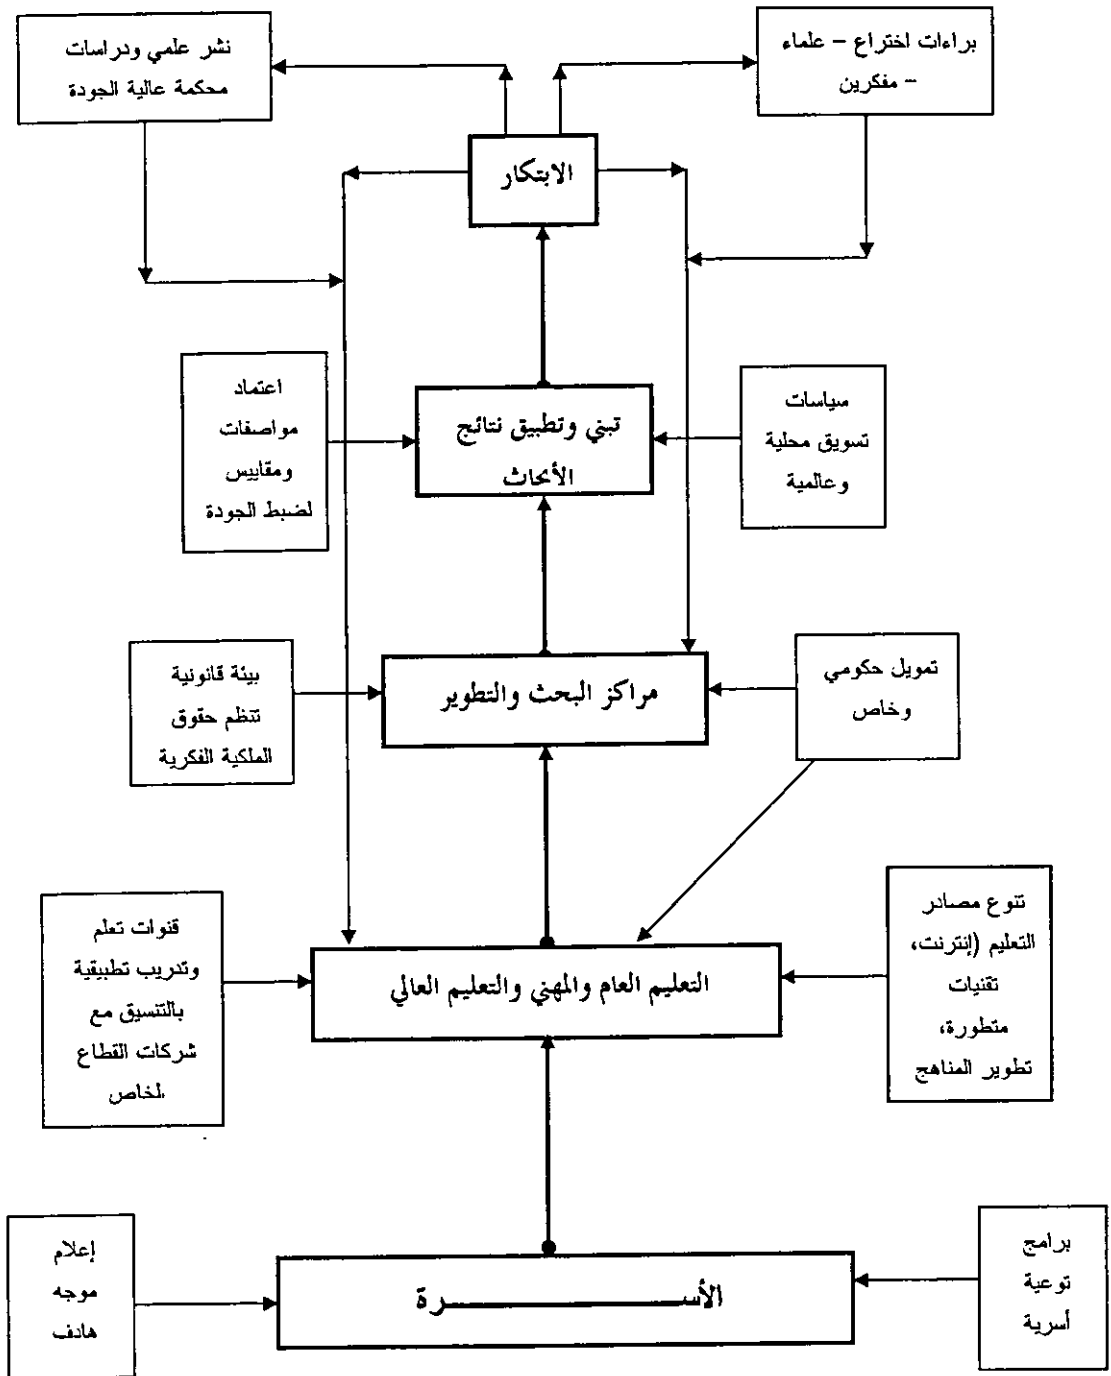 براءات اختراع – علماء
– مفكرين
نشر علمي ودراسات
محكمة عالية الجودة
الابتكار
سياسات
تسويق محلية
وعالمية
تبني وتطبيق نتائج
الأبحاث
اعتماد
مواصفات
ومقاييس
لضبط الجودة
تمويل حكومي
وخاص
مراكز البحث والتطوير
بيئة قانونية
تنظم حقوق
الملكية الفكرية
تنوع مصادر
التعليم (إنترنت،
تقنيات
متطورة،
تطوير المناهج
التعليم العام والمهني والتعليم العالي
قنوات تعلم
وتدريب تطبيقية
بالتنسيق مع
شركات القطاع
لخاص
برامج
توعية
أسرية
الأســـــــــــــــرة
إعلام
موجه
هادف